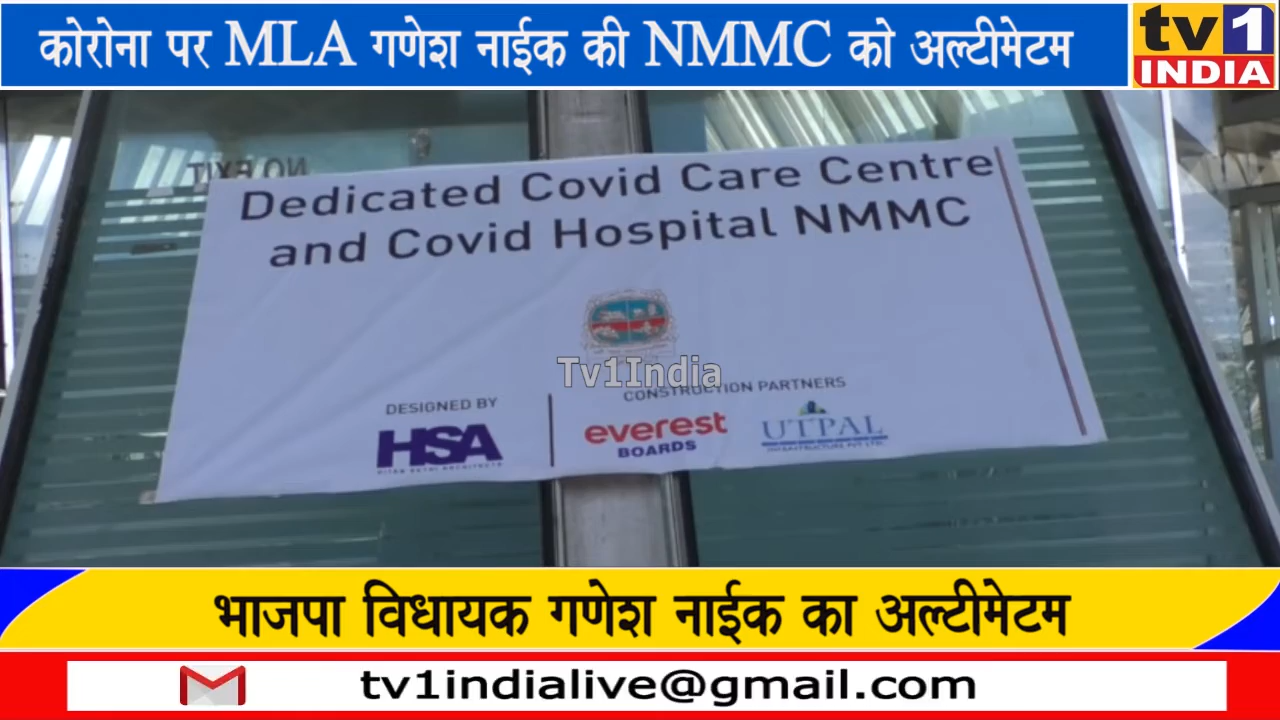 कोरोना पर MLA गणेश नाईक की NMMC को अल्टीमेटम
tv1
INDIA
NO EXIT
Dedicated Covid Care Centre
and Covid Hospital NMMC
Tv1India
DESIGNED BY
CONSTRUCTION PARTNERS
HSA
everest
BOARDS
UTPAL
भाजपा विधायक गणेश नाईक का अल्टीमेटम
tv1indialive@gmail.com